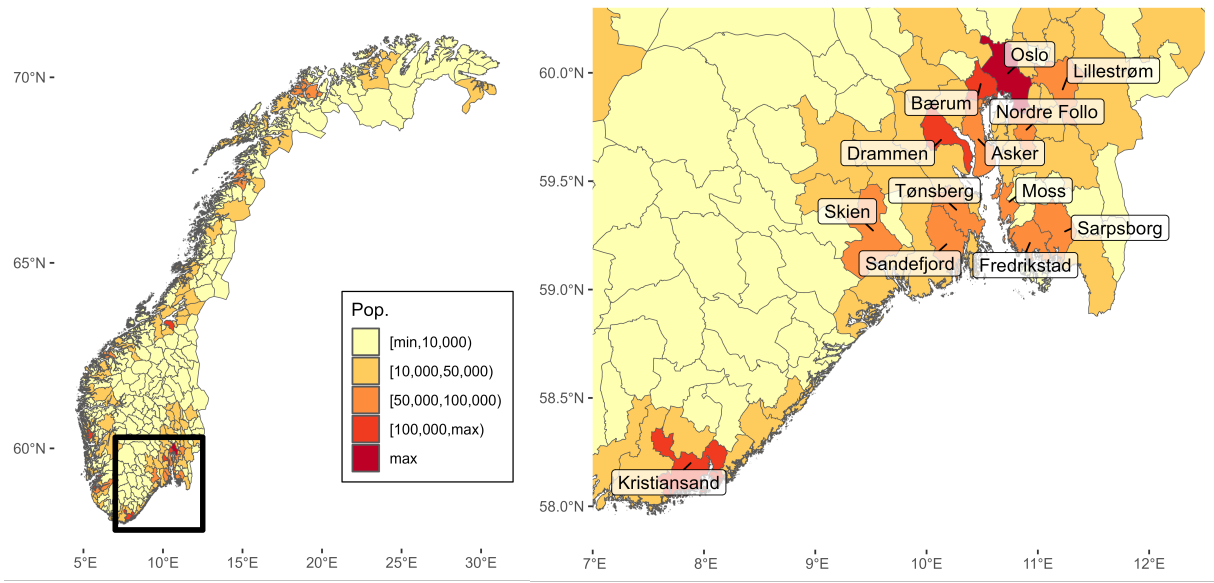 70°N
65°N
60°N
5°E 10°E 15°E 20°E 25°E 30°E
Pop.
[min,10,000)
[10,000,50,000)
[50,000,100,000)
[100,000,max)
max
60.0°N
59.5°N
59.0°N
58.5°N
58.0°N
7°E 8°E 9°E 10°E 11°E 12°E
Oslo
Lillestrøm
Bærum
Nordre Follo
Drammen
Asker
Tønsberg
Moss
Skien
Sarpsborg
Sandefjord
Fredrikstad
Kristiansand